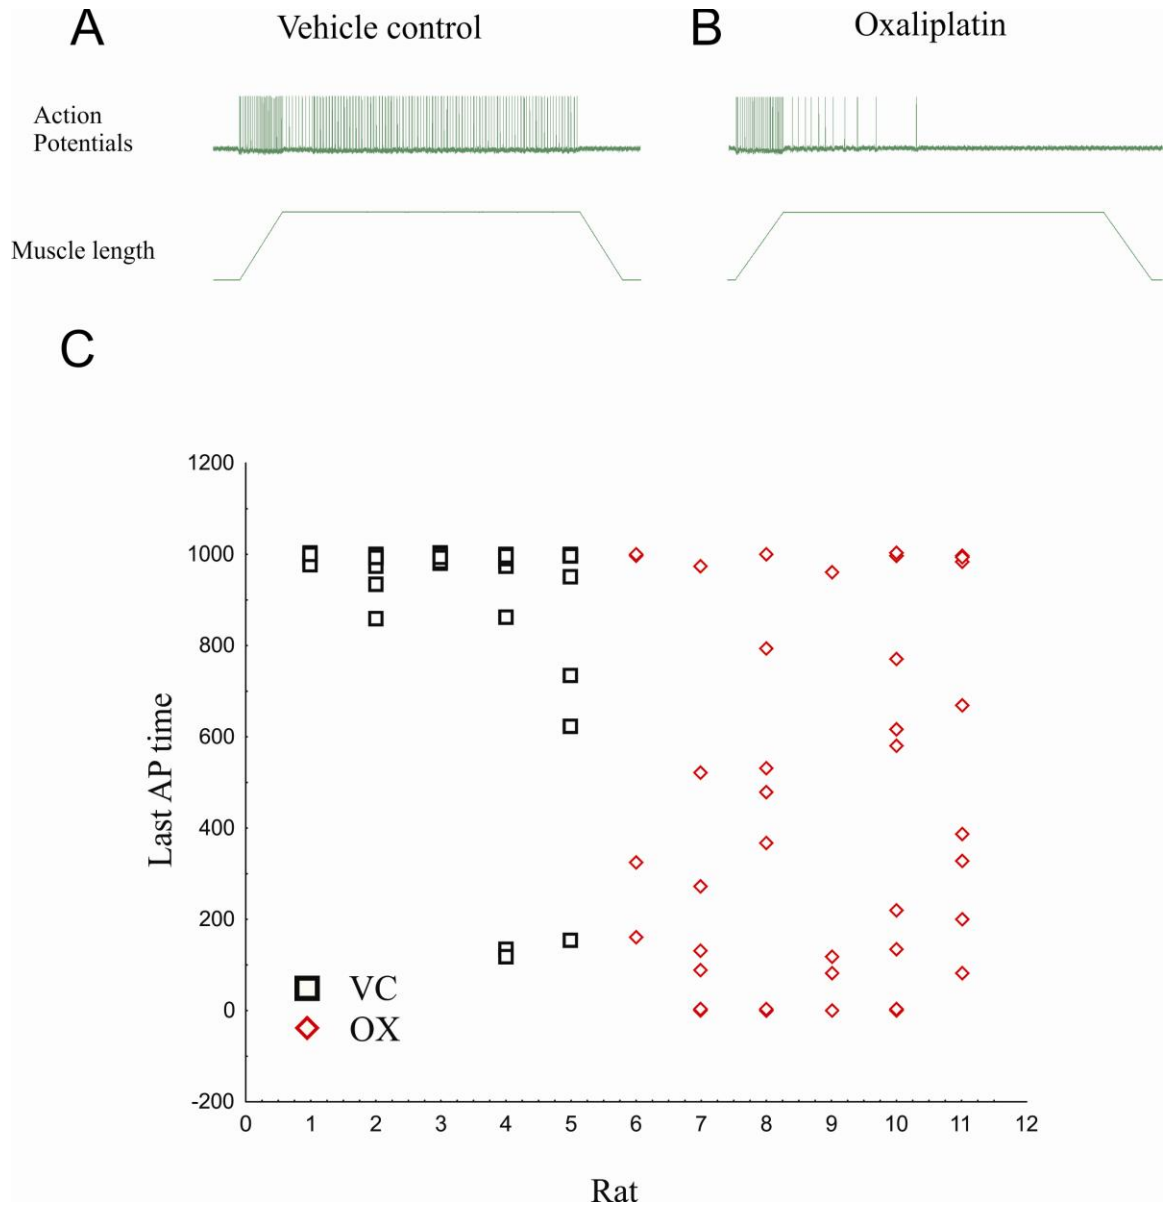 A
Vehicle control
B
Oxaliplatin
Action
Potentials
Muscle length
C
1200
1000
800
600
400
200
0
-200
Last AP time
VC
OX
0 1 2 3 4 5 6 7 8 9 10 11 12
Rat